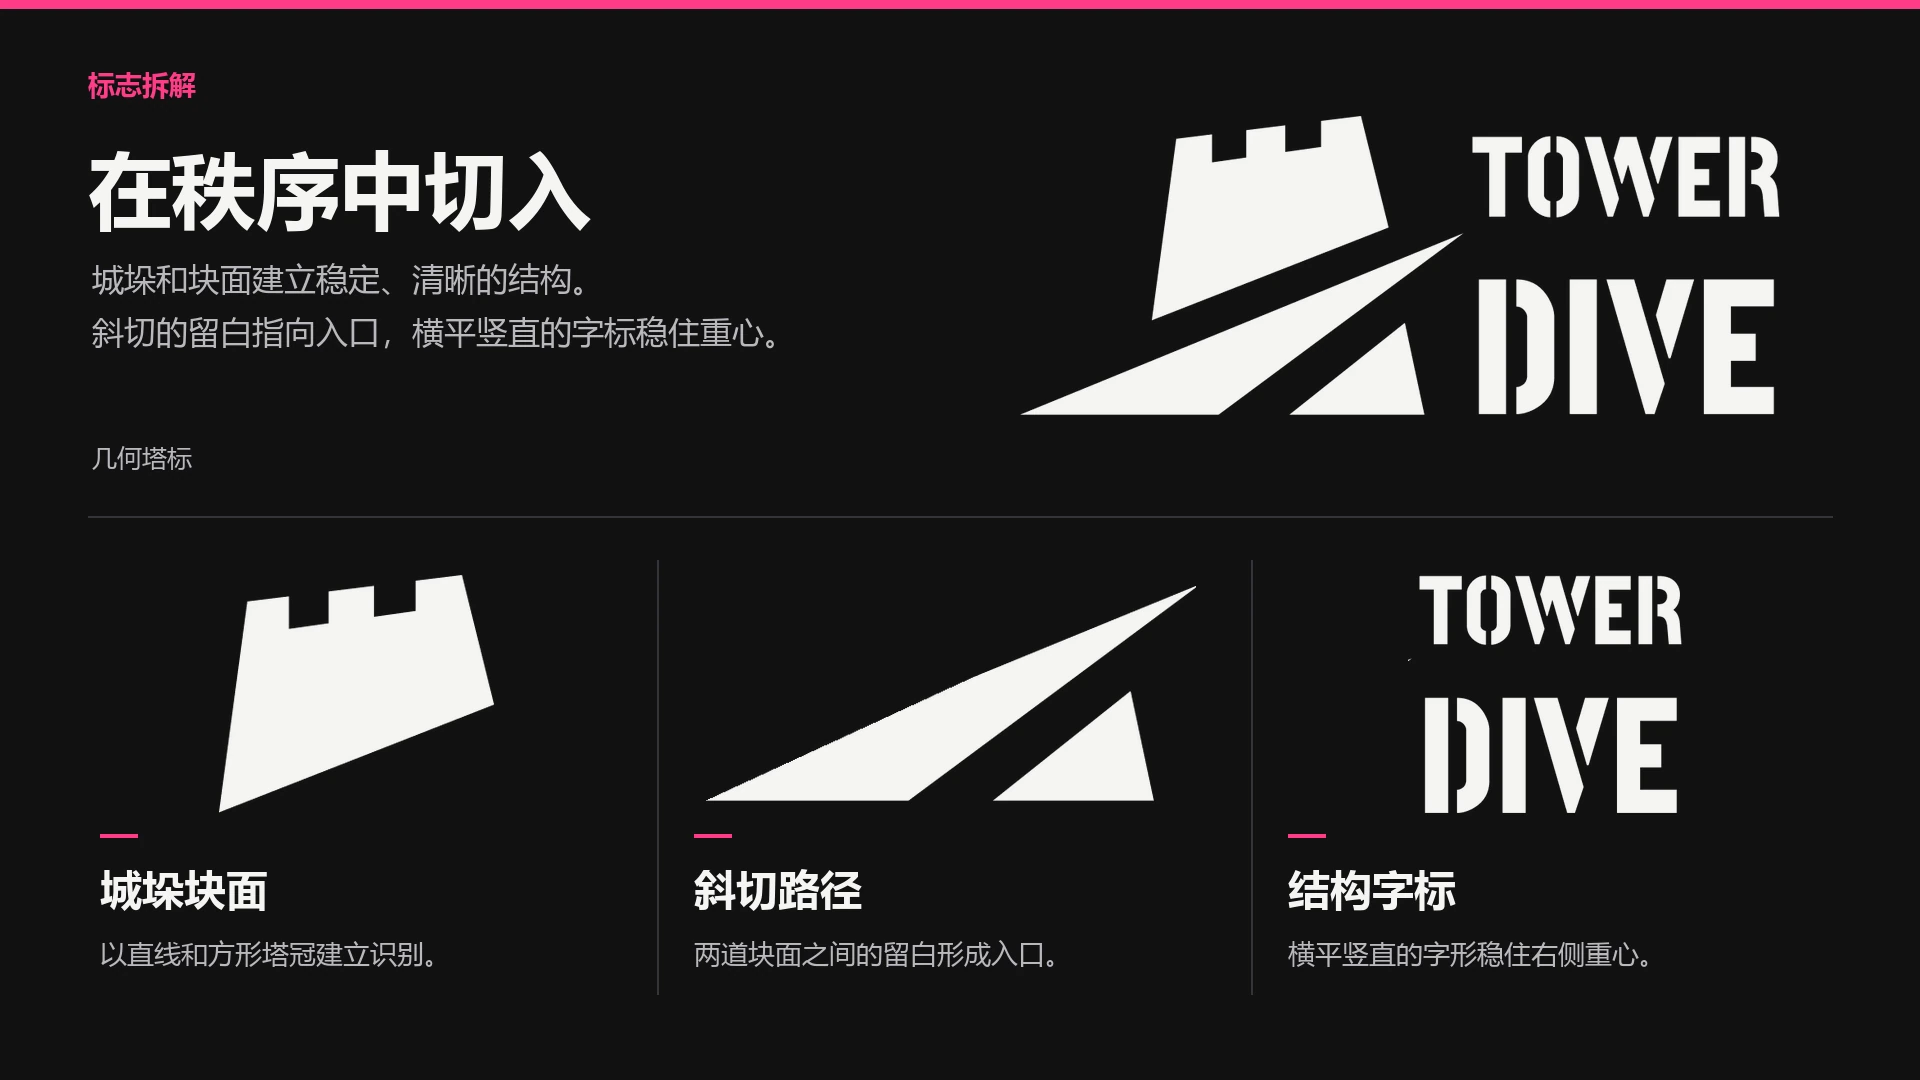 标志拆解
在秩序中切入
城垛和块面建立稳定、清晰的结构。
斜切的留白指向入口，横平竖直的字标稳住重心。
几何塔标
TOWER
DIVE
城垛块面
以直线和方形塔冠建立识别。
斜切路径
两道块面之间的留白形成入口。
TOWER
DIVE
结构字标
横平竖直的字形稳住右侧重心。